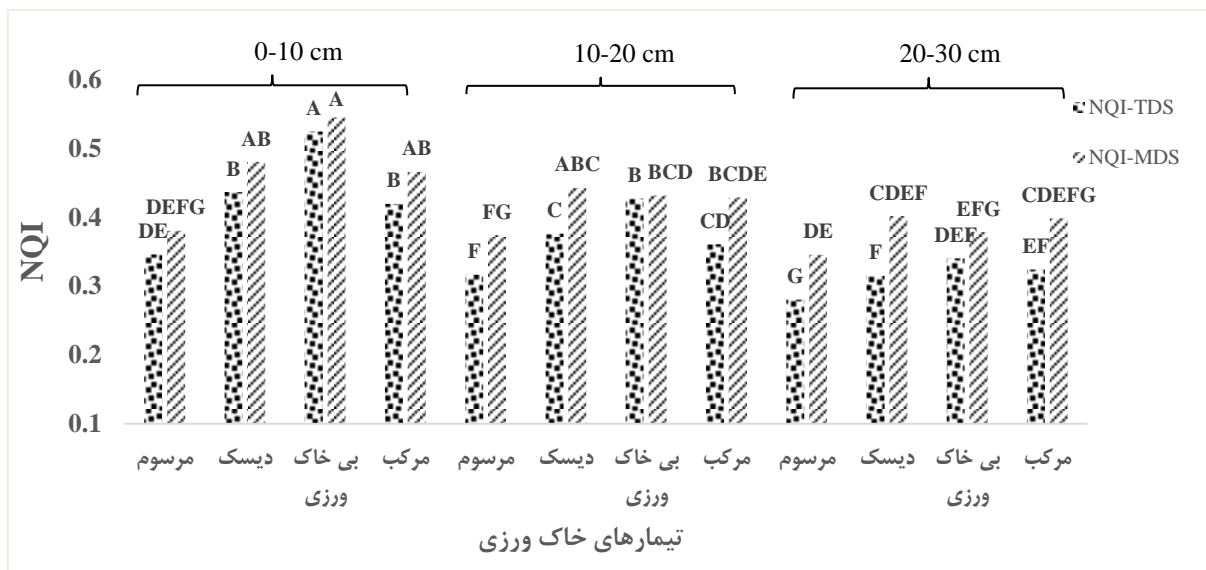 0-10 cm
10-20 cm
20-30 cm
NQI
0.6
0.5
0.4
0.3
0.2
0.1
NQI-TDS
NQI-MDS
DE
DEFG
B
AB
A
A
B
AB
F
FG
C
ABC
B
BCD
CD
BCDE
G
DE
F
CDEF
DEF
EFG
EF
CDEFG
مرسوم
دیسک
بی خاک
ورزی
مرکب
مرسوم
دیسک
بی خاک
ورزی
مرکب
مرسوم
دیسک
بی خاک
ورزی
مرکب
تیمارهای خاک ورزی